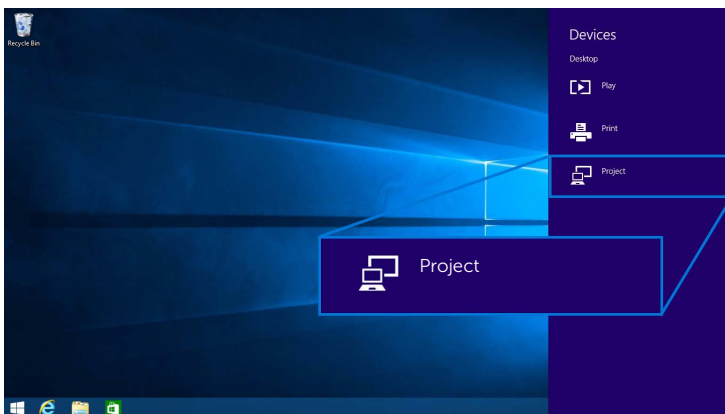 Recycle Bin
Devices
Desktop
Play
Print
Project
Project